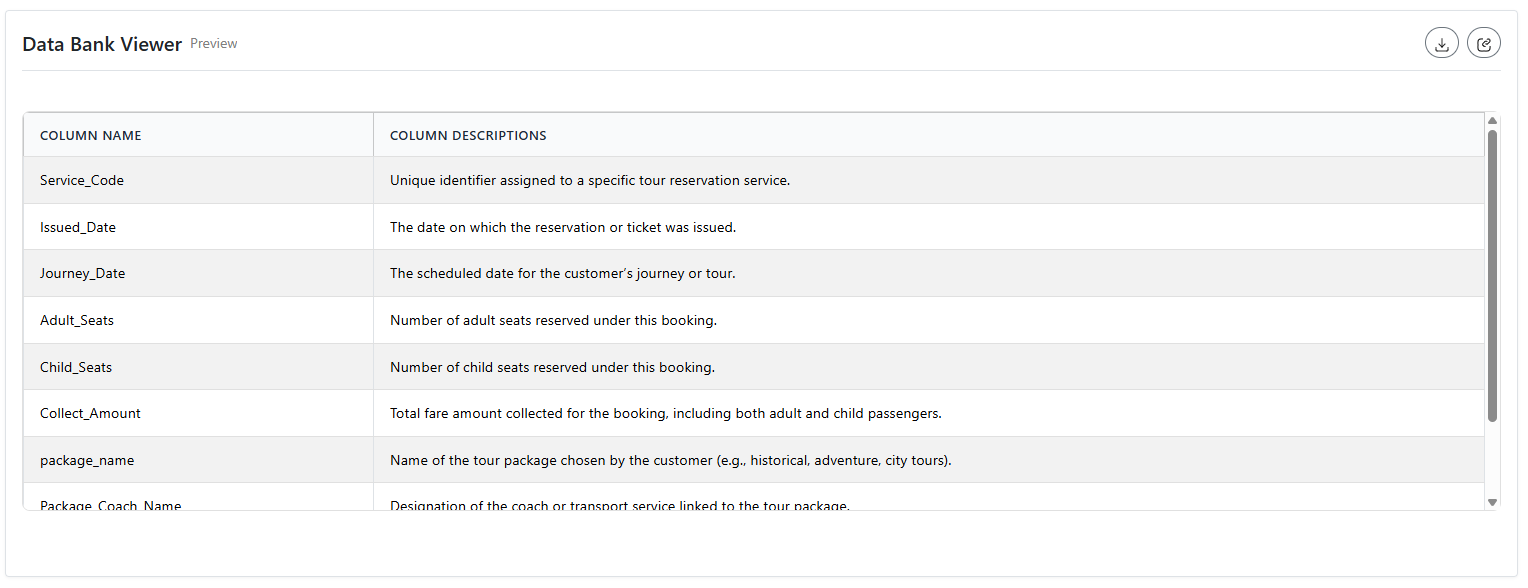 Data Bank Viewer Preview
COLUMN NAME COLUMN DESCRIPTIONS
Service_Code Unique identifier assigned to a specific tour reservation service.
Issued_Date The date on which the reservation or ticket was issued.
Journey_Date The scheduled date for the customer’s journey or tour.
Adult_Seats Number of adult seats reserved under this booking.
Child_Seats Number of child seats reserved under this booking.
Collect_Amount Total fare amount collected for the booking, including both adult and child passengers.
package_name Name of the tour package chosen by the customer (e.g., historical, adventure, city tours).
Package_Coach_Name Designation of the coach or transport service linked to the tour package.